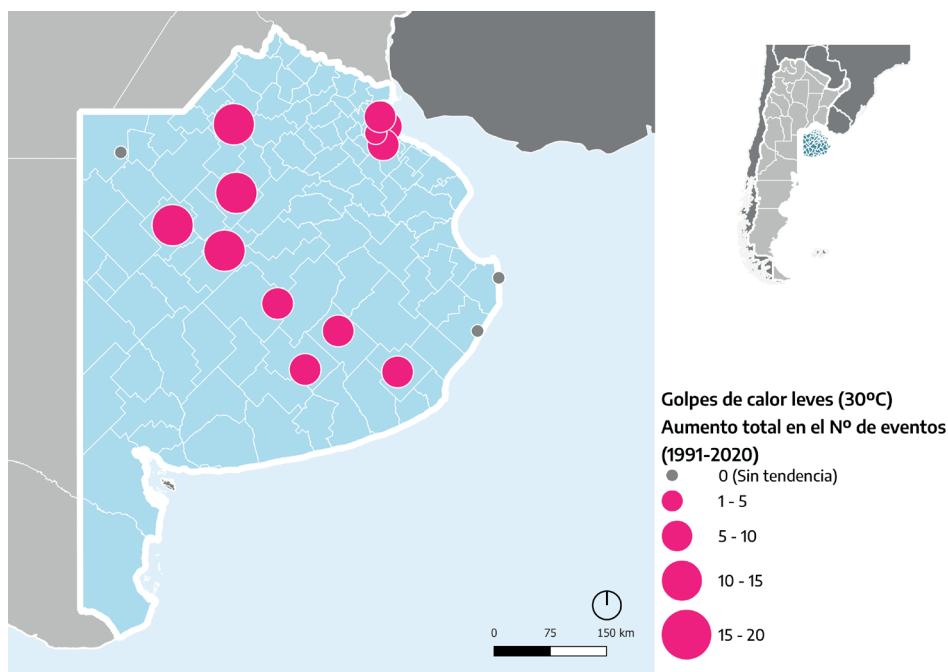 Golpes de calor leves (30ºC)
Aumento total en el Nº de eventos
(1991-2020)
0 (Sin tendencia)
1 - 5
5 - 10
10 - 15
15 - 20
0 75 150 km